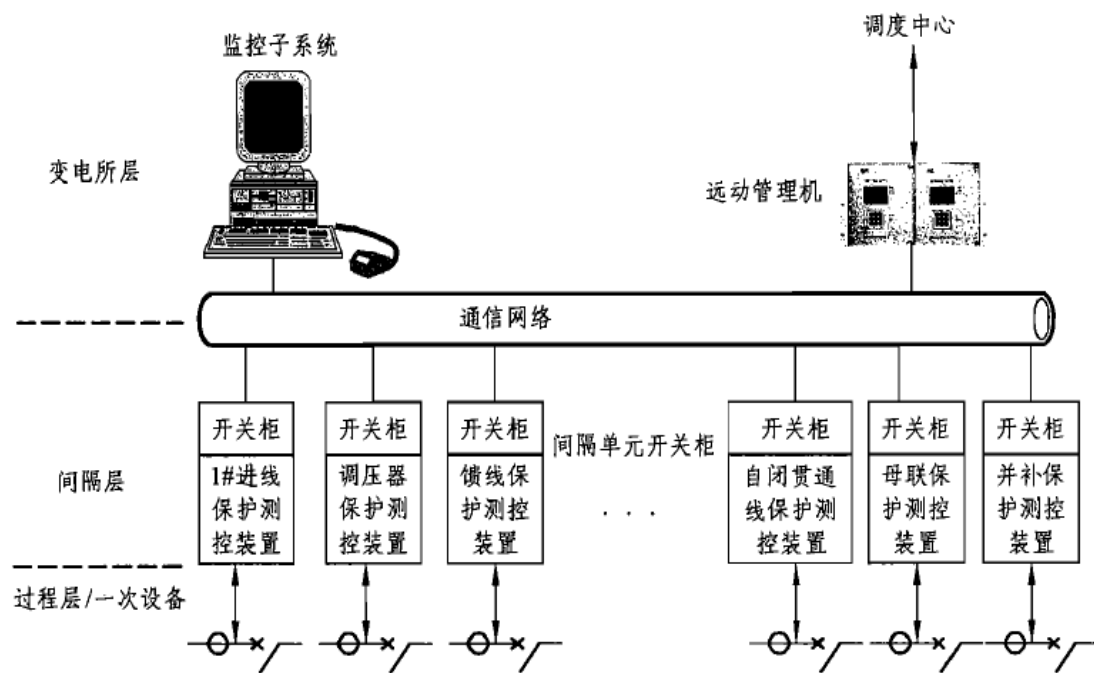 调度中心
监控子系统
变电所层
远动管理机
通信网络
开关柜
开关柜
开关柜
间隔单元开关柜
开关柜
开关柜
开关柜
间隔层
1#进线
保护测
控装置
调压器
保护测
控装置
馈线保
护测控
装置
· · ·
自闭贯通
线保护测
控装置
母联保
护测控
装置
并补保
护测控
装置
过程层/一次设备